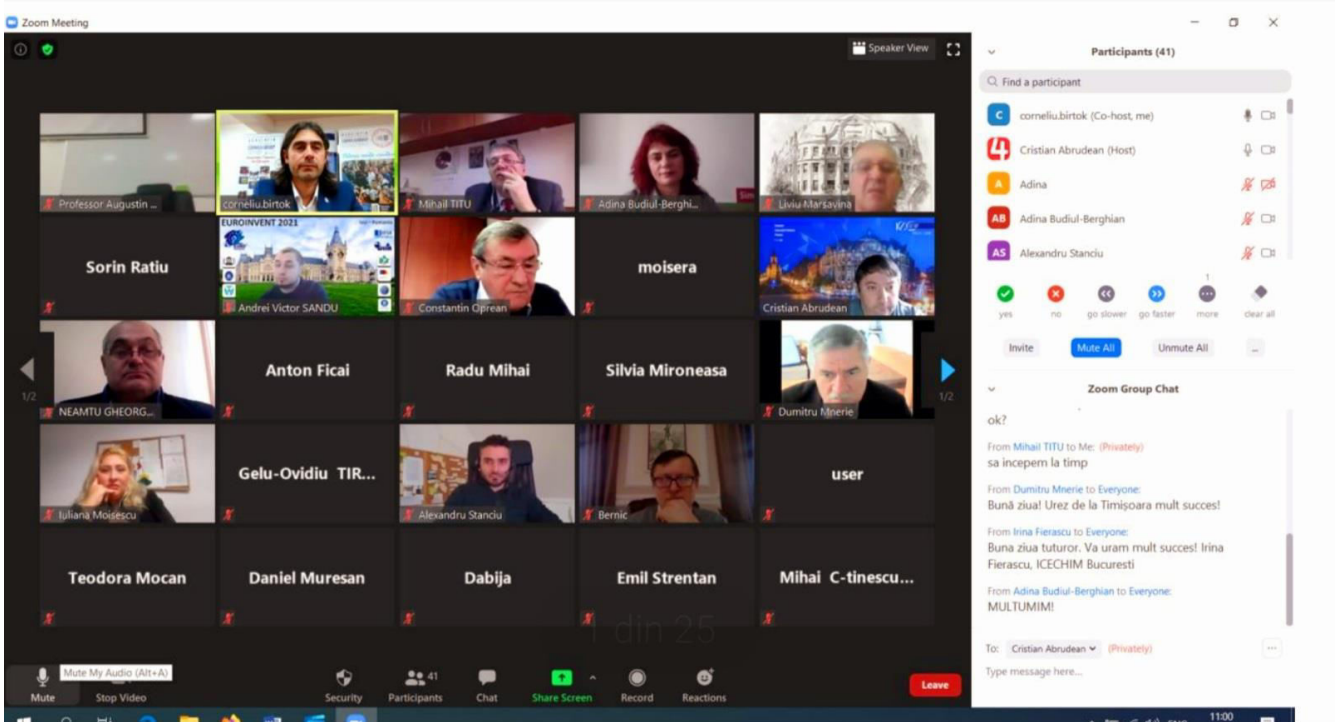 Zoom Meeting
Speaker View
Professor Augustin ...
corneliu.birtok
Mihail TITU
Adina Budiul-Berghi...
Liviu Marsavina
Sorin Ratiu
EUROINVENT 2021
Andrei Victor SANDU
Constantin Oprean
moisera
Cristian Abrudean
NEAMTU GHEORG...
Anton Ficai
Radu Mihai
Silvia Mironeasa
Dumitru Mnerie
1/2
1/2
Iuliana Moisescu
Gelu-Ovidiu TIR...
Alexandru Stanciu
Bernic
user
Teodora Mocan
Daniel Muresan
Dabija
Emil Strentan
Mihai C-tinescu...
1 din 25
Mute My Audio (Alt+A)
Mute
Stop Video
Security
41
Participants
Chat
Share Screen
Record
Reactions
Leave
Participants (41)
Find a participant
C corneliu.birtok (Co-host, me)
Cristian Abrudean (Host)
A Adina
AB Adina Budiul-Berghian
AS Alexandru Stanciu
1
yes no go slower go faster more clear all
Invite Mute All Unmute All ...
Zoom Group Chat
ok?
From Mihail TITU to Me: (Privately)
sa incepem la timp
From Dumitru Mnerie to Everyone:
Bună ziua! Urez de la Timișoara mult succes!
From Irina Fierascu to Everyone:
Buna ziua tuturor. Va uram mult succes! Irina
Fierascu, ICECHIM Bucuresti
From Adina Budiul-Berghian to Everyone:
MULTUMIM!
To: Cristian Abrudean (Privately)
Type message here...
11:00